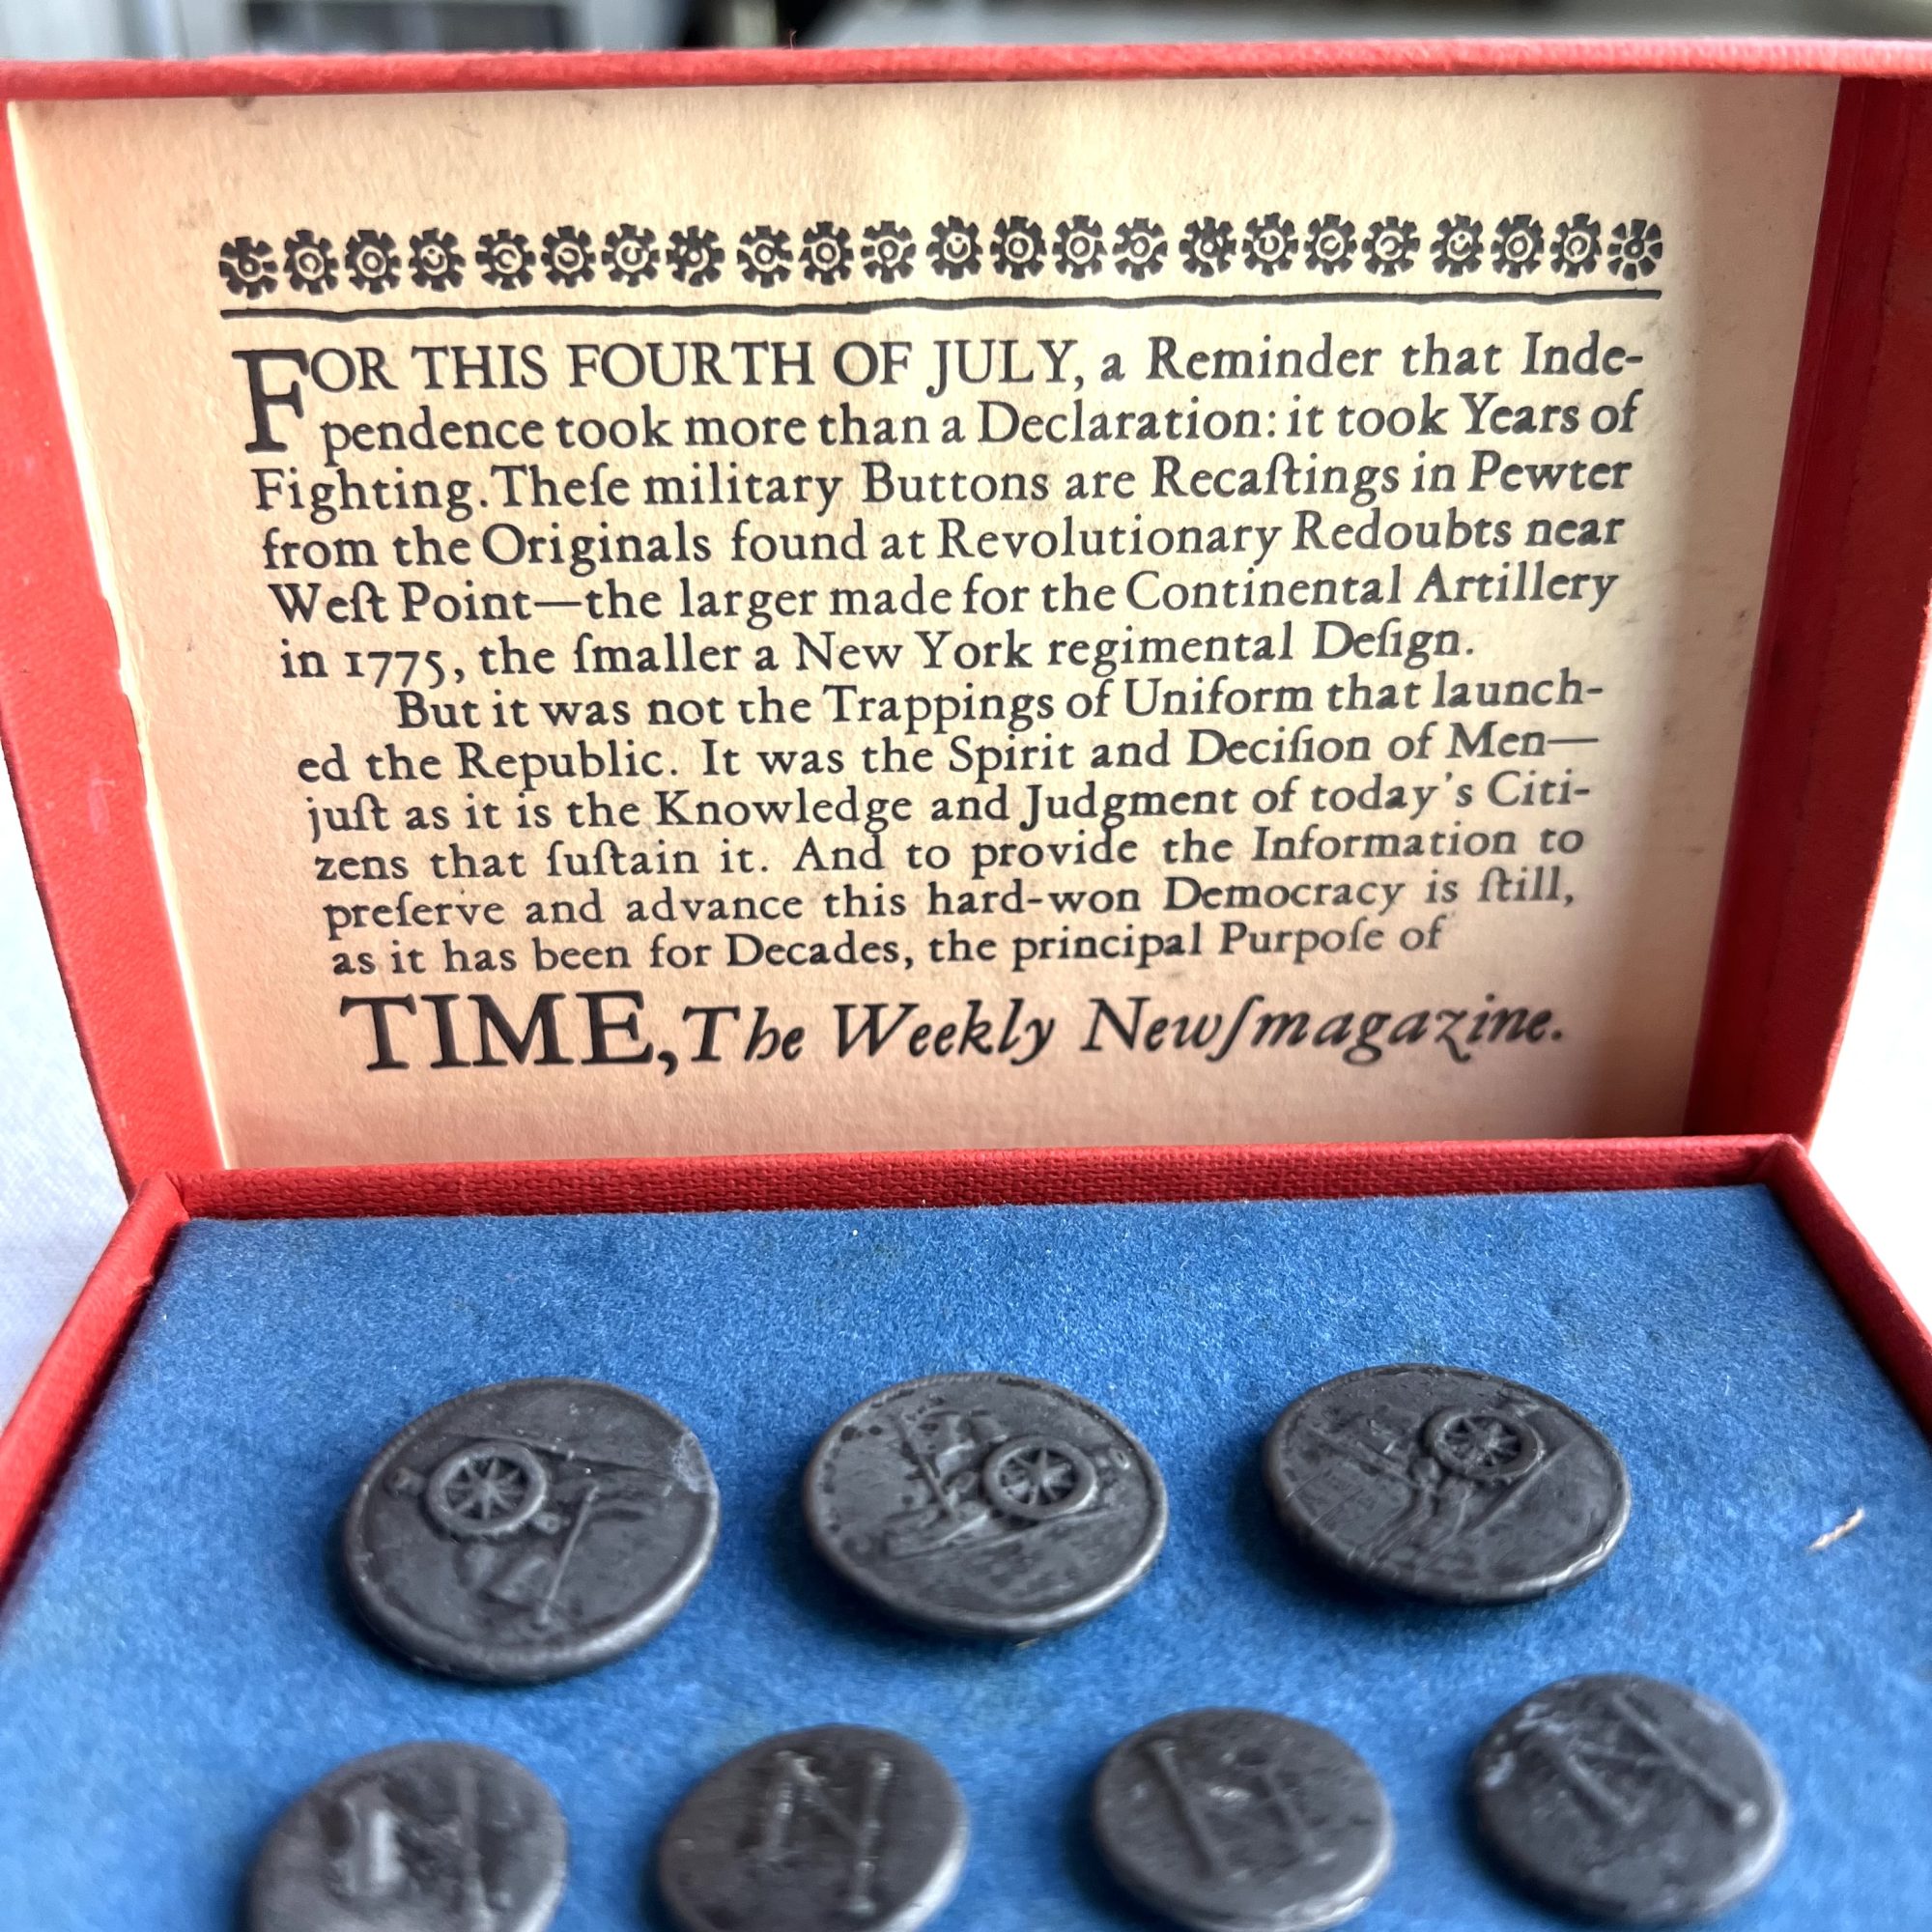 FOR THIS FOURTH OF JULY, a Reminder that Inde-
pendence took more than a Declaration: it took Years of
Fighting. Theſe military Buttons are Recaſtings in Pewter
from the Originals found at Revolutionary Redoubts near
Weſt Point—the larger made for the Continental Artillery
in 1775, the ſmaller a New York regimental Deſign.
But it was not the Trappings of Uniform that launch-
ed the Republic. It was the Spirit and Deciſion of Men—
juſt as it is the Knowledge and Judgment of today's Citi-
zens that ſuſtain it. And to provide the Information to
preſerve and advance this hard-won Democracy is ſtill,
as it has been for Decades, the principal Purpoſe of
TIME, The Weekly Newſmagazine.